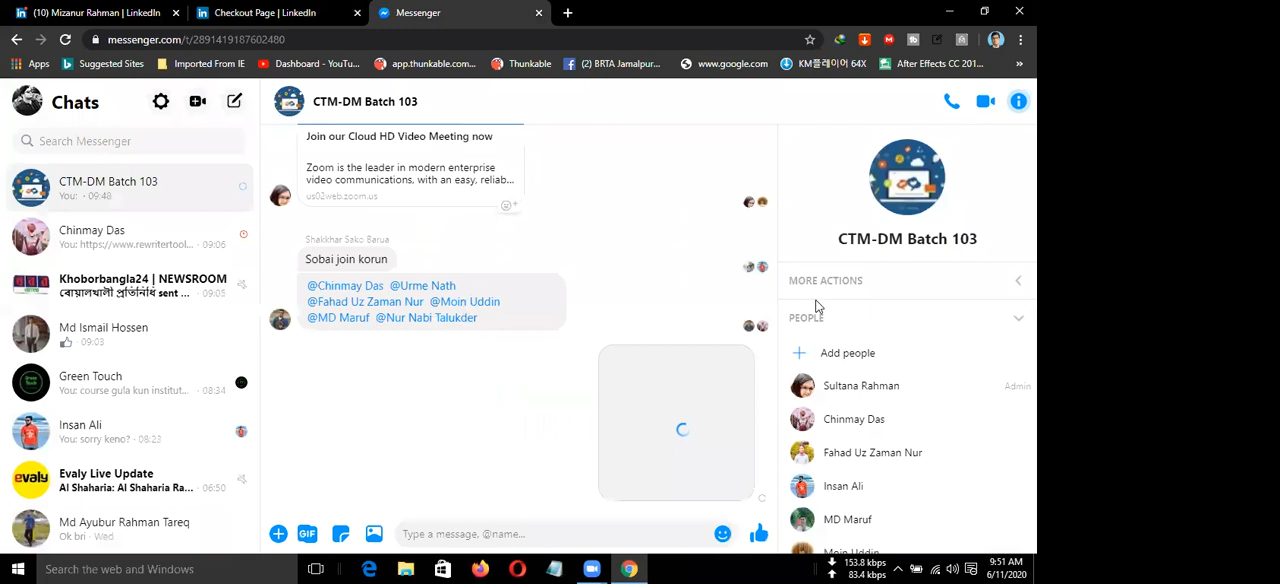 (10) Mizanur Rahman | LinkedIn
Checkout Page | LinkedIn
Messenger
messenger.com/t/2891419187602480
Apps
Suggested Sites
Imported From IE
Dashboard - YouTu...
app.thunkable.com...
Thunkable
(2) BRTA Jamalpur...
www.google.com
KM플레이어 64X
After Effects CC 201...
»
Chats
Search Messenger
CTM-DM Batch 103
You: · 09:48
Chinmay Das
You: https://www.rewritertool... · 09:06
Khoborbangla24 | NEWSROOM
বোয়ালখালী প্রতিনিধি sent ... · 09:05
Md Ismail Hossen
· 09:03
Green Touch
You: course gula kun institut... · 08:34
Insan Ali
You: sorry keno? · 08:23
Evaly Live Update
Al Shaharia: Al Shaharia Ra... · 06:50
Md Ayubur Rahman Tareq
Ok bri · Wed
CTM-DM Batch 103
Join our Cloud HD Video Meeting now
Zoom is the leader in modern enterprise
video communications, with an easy, reliab...
us02web.zoom.us
Shakkhar Sako Barua
Sobai join korun
@Chinmay Das @Urme Nath
@Fahad Uz Zaman Nur @Moin Uddin
@MD Maruf @Nur Nabi Talukder
GIF
Type a message, @name...
CTM-DM Batch 103
MORE ACTIONS
PEOPLE
Add people
Sultana Rahman
Admin
Chinmay Das
Fahad Uz Zaman Nur
Insan Ali
MD Maruf
Moin Uddin
Search the web and Windows
153.8 kbps
83.4 kbps
9:51 AM
6/11/2020